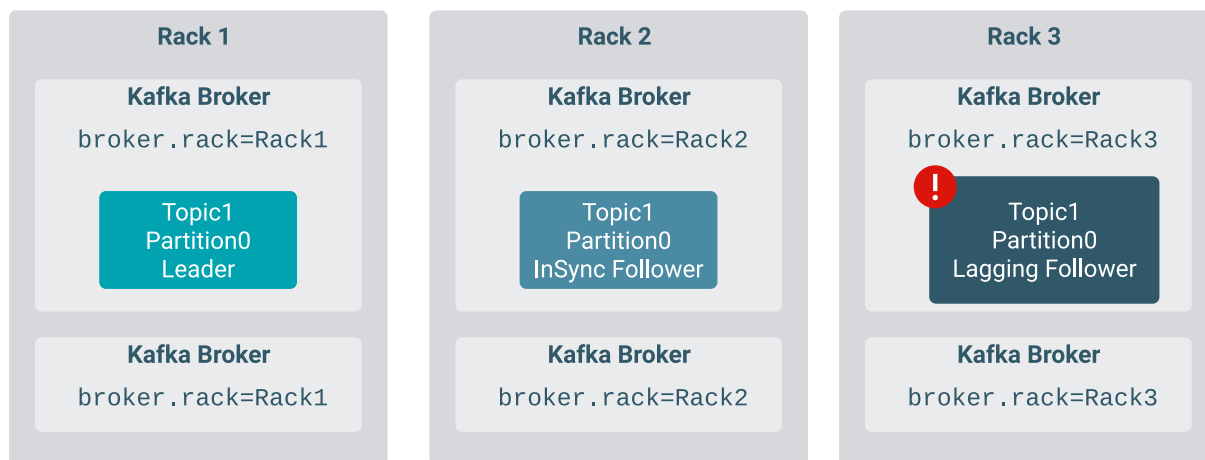 Rack 1
Kafka Broker
broker.rack=Rack1
Topic1
Partition0
Leader
Kafka Broker
broker.rack=Rack1
Rack 2
Kafka Broker
broker.rack=Rack2
Topic1
Partition0
InSync Follower
Kafka Broker
broker.rack=Rack2
Rack 3
Kafka Broker
broker.rack=Rack3
!
Topic1
Partition0
Lagging Follower
Kafka Broker
broker.rack=Rack3